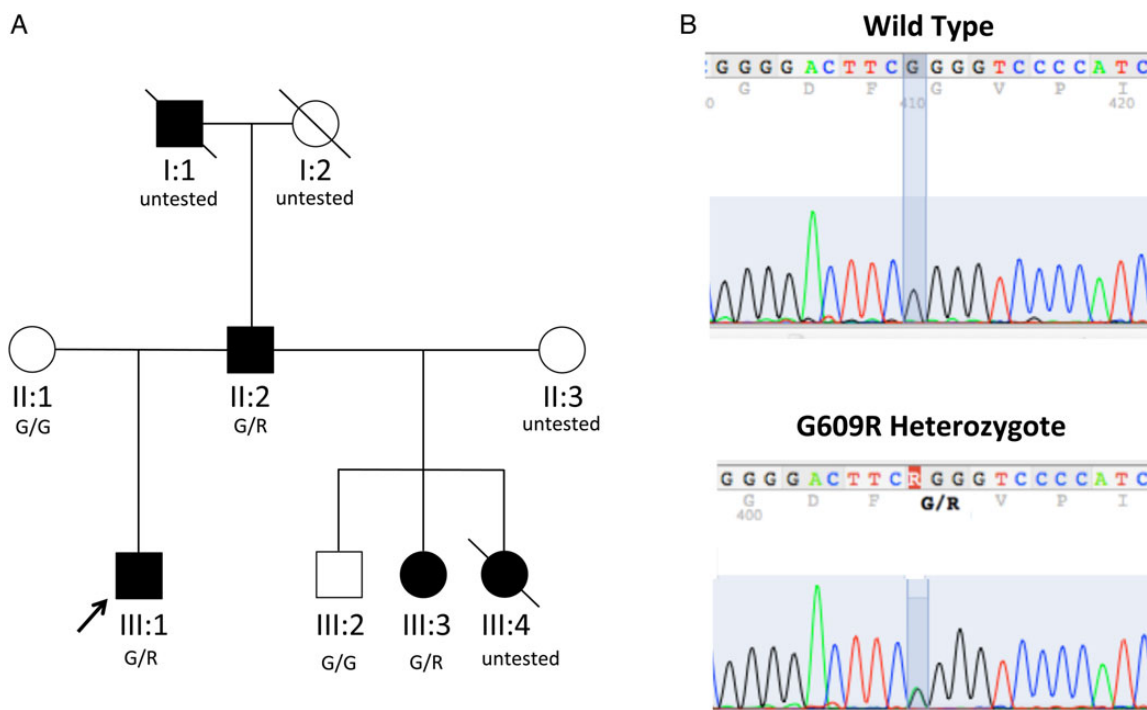 A
I:1
untested
I:2
untested
II:1
G/G
II:2
G/R
II:3
untested
III:1
G/R
III:2
G/G
III:3
G/R
III:4
untested
B
Wild Type
G G G G A C T T C G G G G T C C C C A T C
G D F G V P I
0 410 420
G609R Heterozygote
G G G G A C T T C R G G G T C C C C A T C
G D F G/R V P I
400